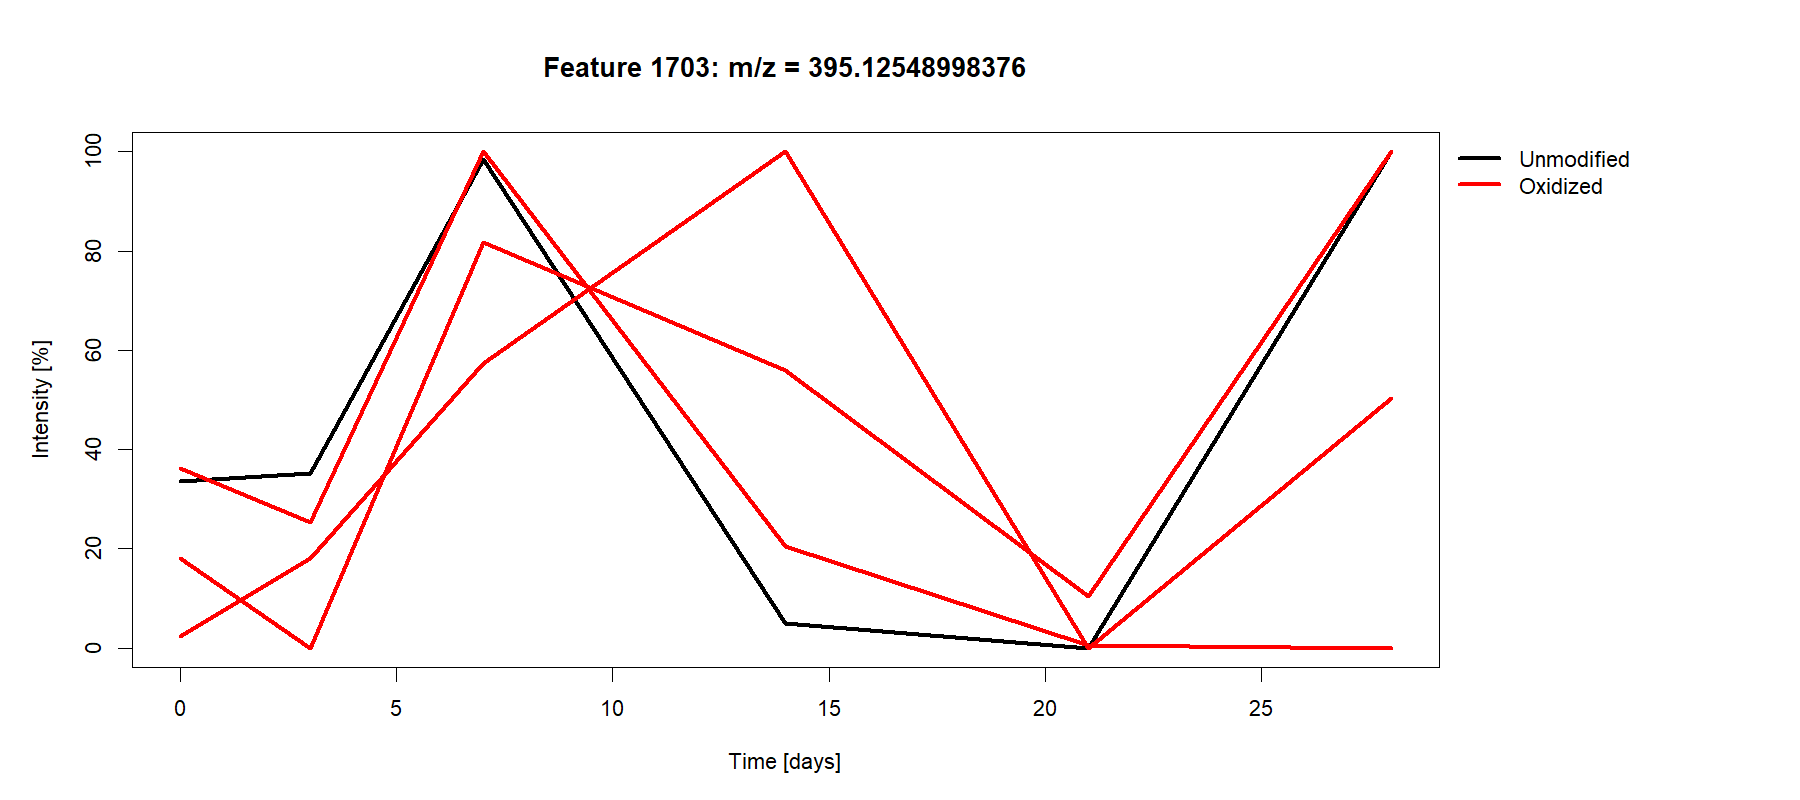 Feature 1703: m/z = 395.12548998376
Unmodified
Oxidized
Intensity [%]
100
80
60
40
20
0
0 5 10 15 20 25
Time [days]